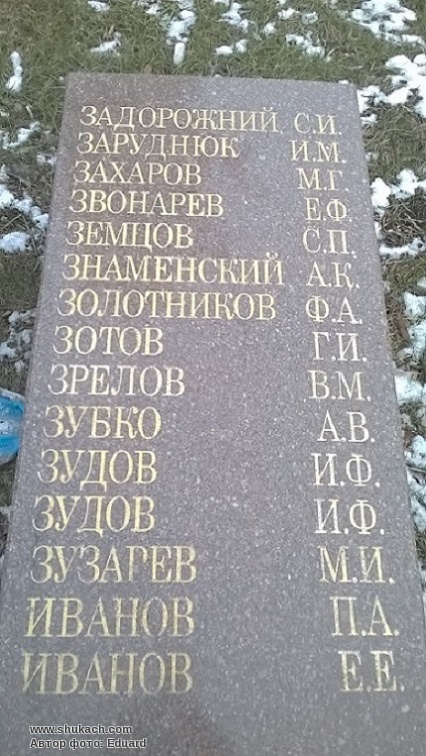 ЗАДОРОЖНИЙ С.И.
ЗАРУДНЮК И.М.
ЗАХАРОВ М.Г.
ЗВОНАРЕВ Е.Ф.
ЗЕМЦОВ С.П.
ЗНАМЕНСКИЙ А.К.
ЗОЛОТНИКОВ Ф.А.
ЗОТОВ Г.И.
ЗРЕЛОВ В.М.
ЗУБКО А.В.
ЗУДОВ И.Ф.
ЗУДОВ И.Ф.
ЗУЗАГЕВ М.И.
ИВАНОВ П.А.
ИВАНОВ Е.Е.
www.shukach.com
Автор фото: Eduard